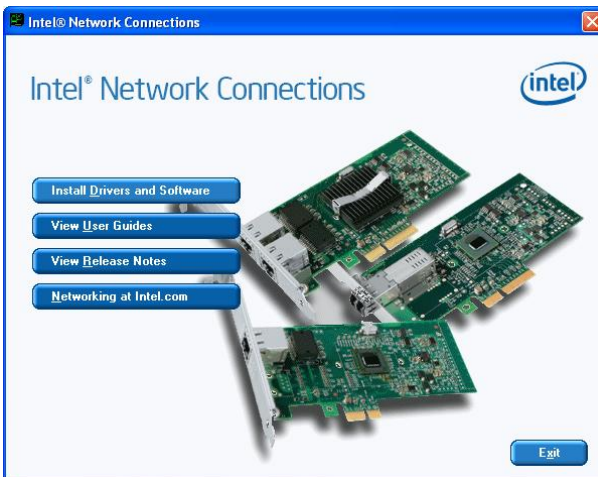 Intel® Network Connections
Intel® Network Connections
intel
Install Drivers and Software
View User Guides
View Release Notes
Networking at Intel.com
Exit